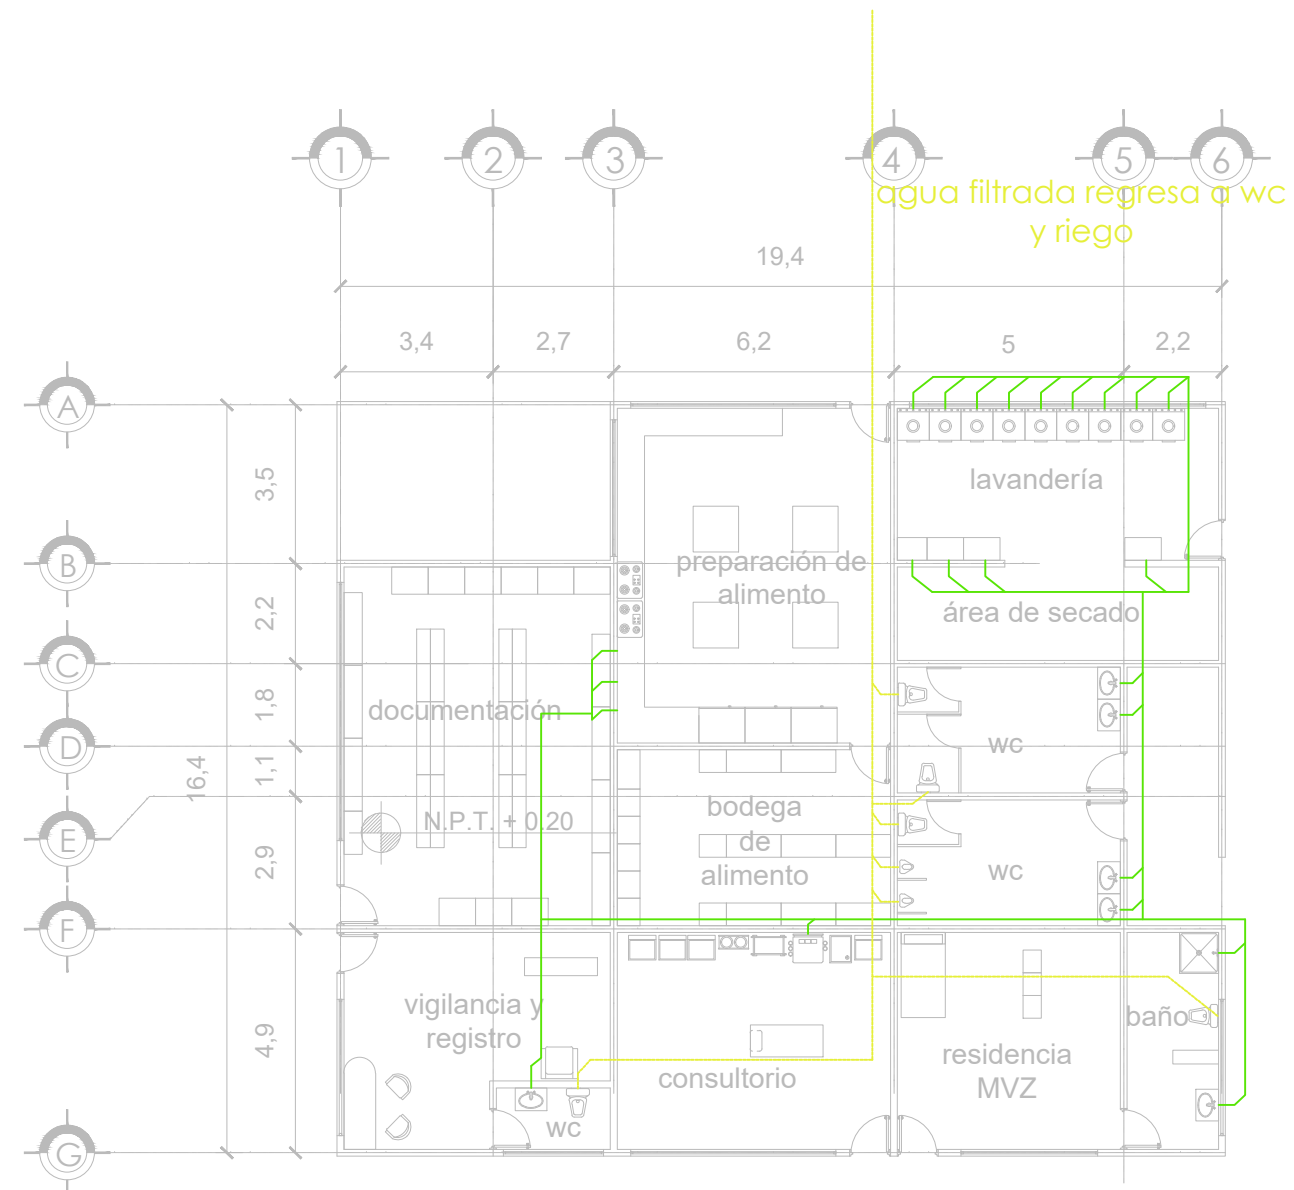 1
2
3
4
5
6
agua filtrada regresa a wc
y riego
19,4
3,4
2,7
6,2
5
2,2
A
3,5
lavandería
B
preparación de
alimento
2,2
área de secado
C
documentación
1,8
D
wc
16,4
1,1
bodega
de
alimento
N.P.T. + 0.20
E
2,9
wc
F
vigilancia y
registro
4,9
baño
residencia
MVZ
consultorio
wc
G